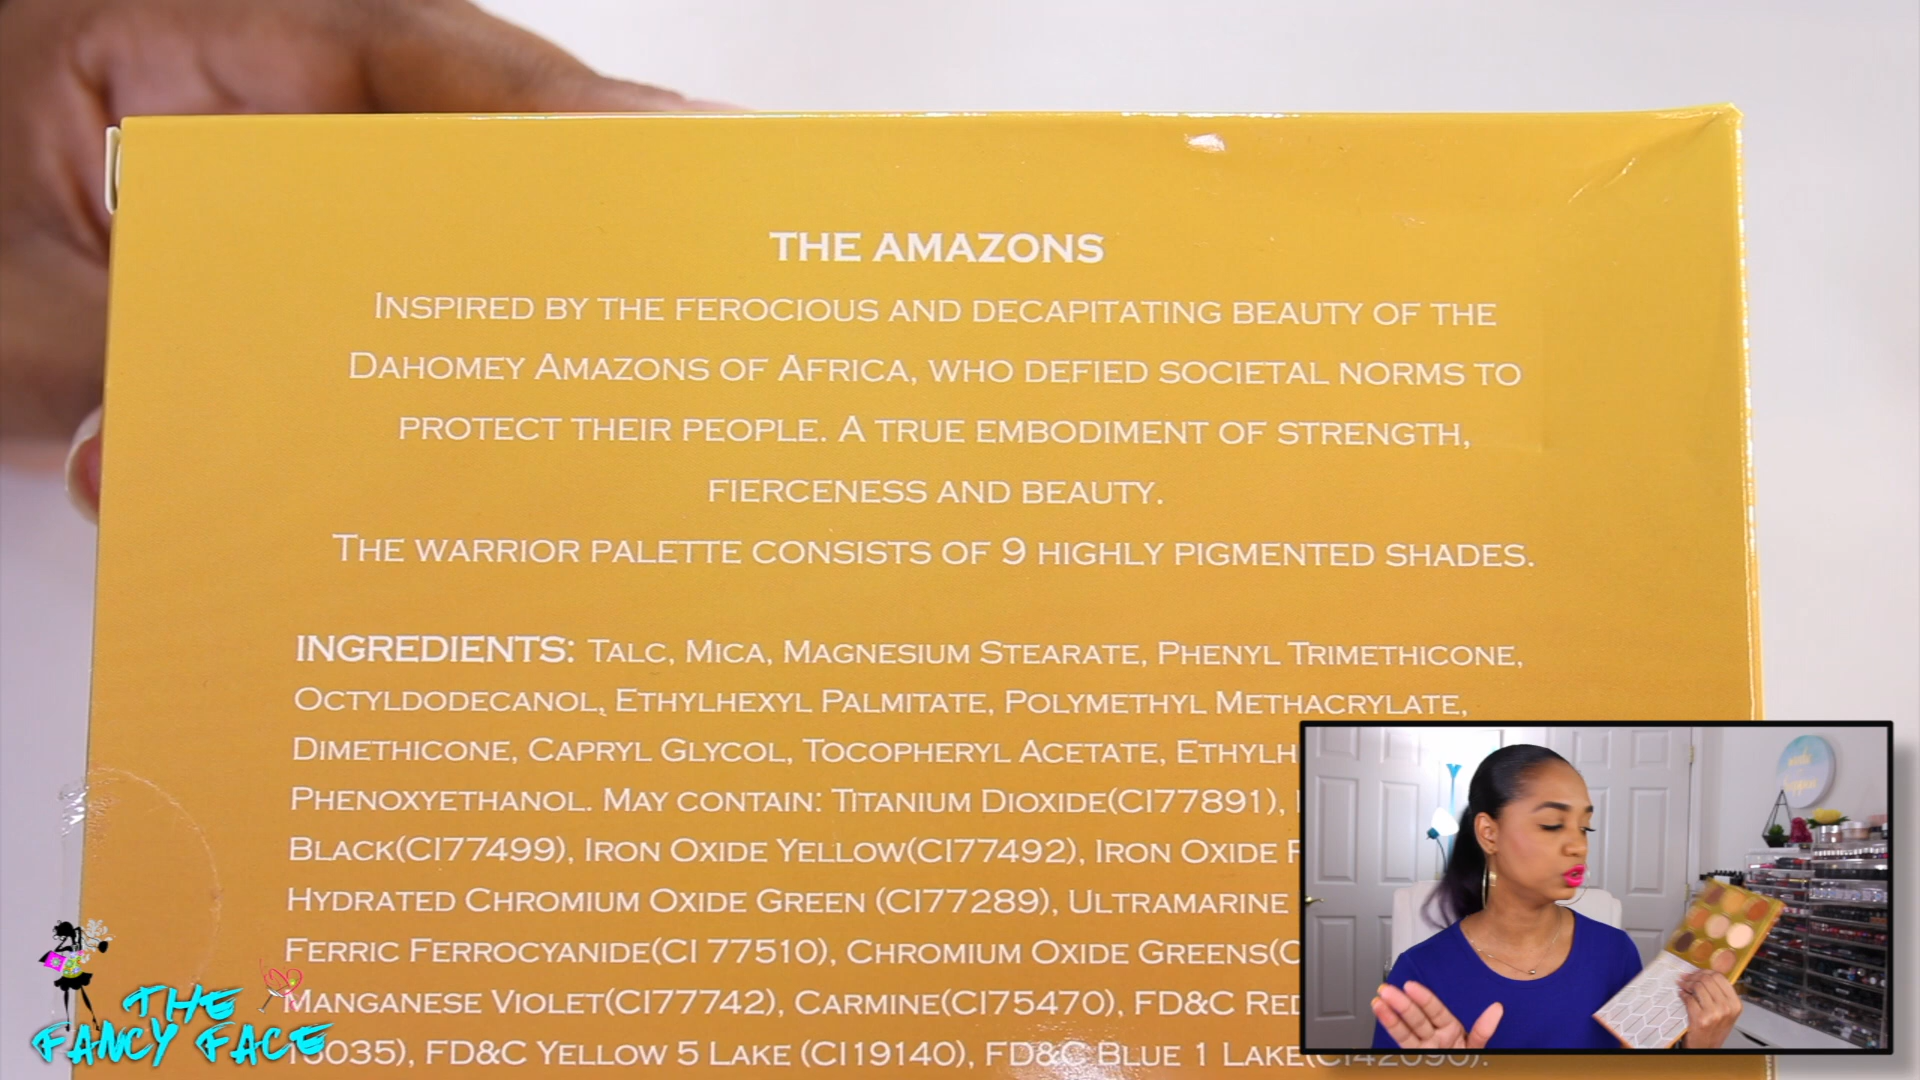 THE AMAZONS
INSPIRED BY THE FEROCIOUS AND DECAPITATING BEAUTY OF THE
DAHOMEY AMAZONS OF AFRICA, WHO DEFIED SOCIETAL NORMS TO
PROTECT THEIR PEOPLE. A TRUE EMBODIMENT OF STRENGTH,
FIERCENESS AND BEAUTY.
THE WARRIOR PALETTE CONSISTS OF 9 HIGHLY PIGMENTED SHADES.
INGREDIENTS: TALC, MICA, MAGNESIUM STEARATE, PHENYL TRIMETHICONE,
OCTYLDODECANOL, ETHYLHEXYL PALMITATE, POLYMETHYL METHACRYLATE,
DIMETHICONE, CAPRYL GLYCOL, TOCOPHERYL ACETATE,
PHENOXYETHANOL. MAY CONTAIN: TITANIUM DIOXIDE(CI77891),
BLACK(CI77499), IRON OXIDE YELLOW(CI77492), IRON OXIDE
HYDRATED CHROMIUM OXIDE GREEN (CI77289), ULTRAMARINE
FERRIC FERROCYANIDE(CI 77510), CHROMIUM OXIDE GREENS
MANGANESE VIOLET(CI77742), CARMINE(CI75470), FD&C RED
FD&C YELLOW 5 LAKE (CI19140), FD&C BLUE 1 LAKE(CI42090).
THE
FANCY FACE